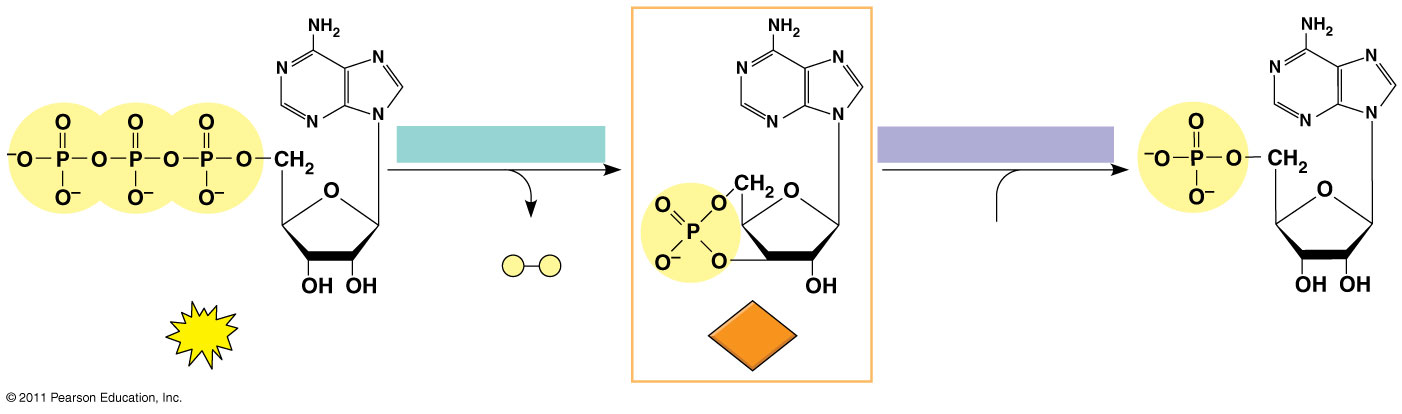 NH2
N
N
N
N
O
O
O
–O–P–O–P–O–P–O–CH2
O–
O–
O–
O
OH
OH
NH2
N
N
N
N
CH2
O
O
O
P
O–
O
OH
NH2
N
N
N
N
O
–O–P–O–CH2
O–
O
OH
OH
© 2011 Pearson Education, Inc.